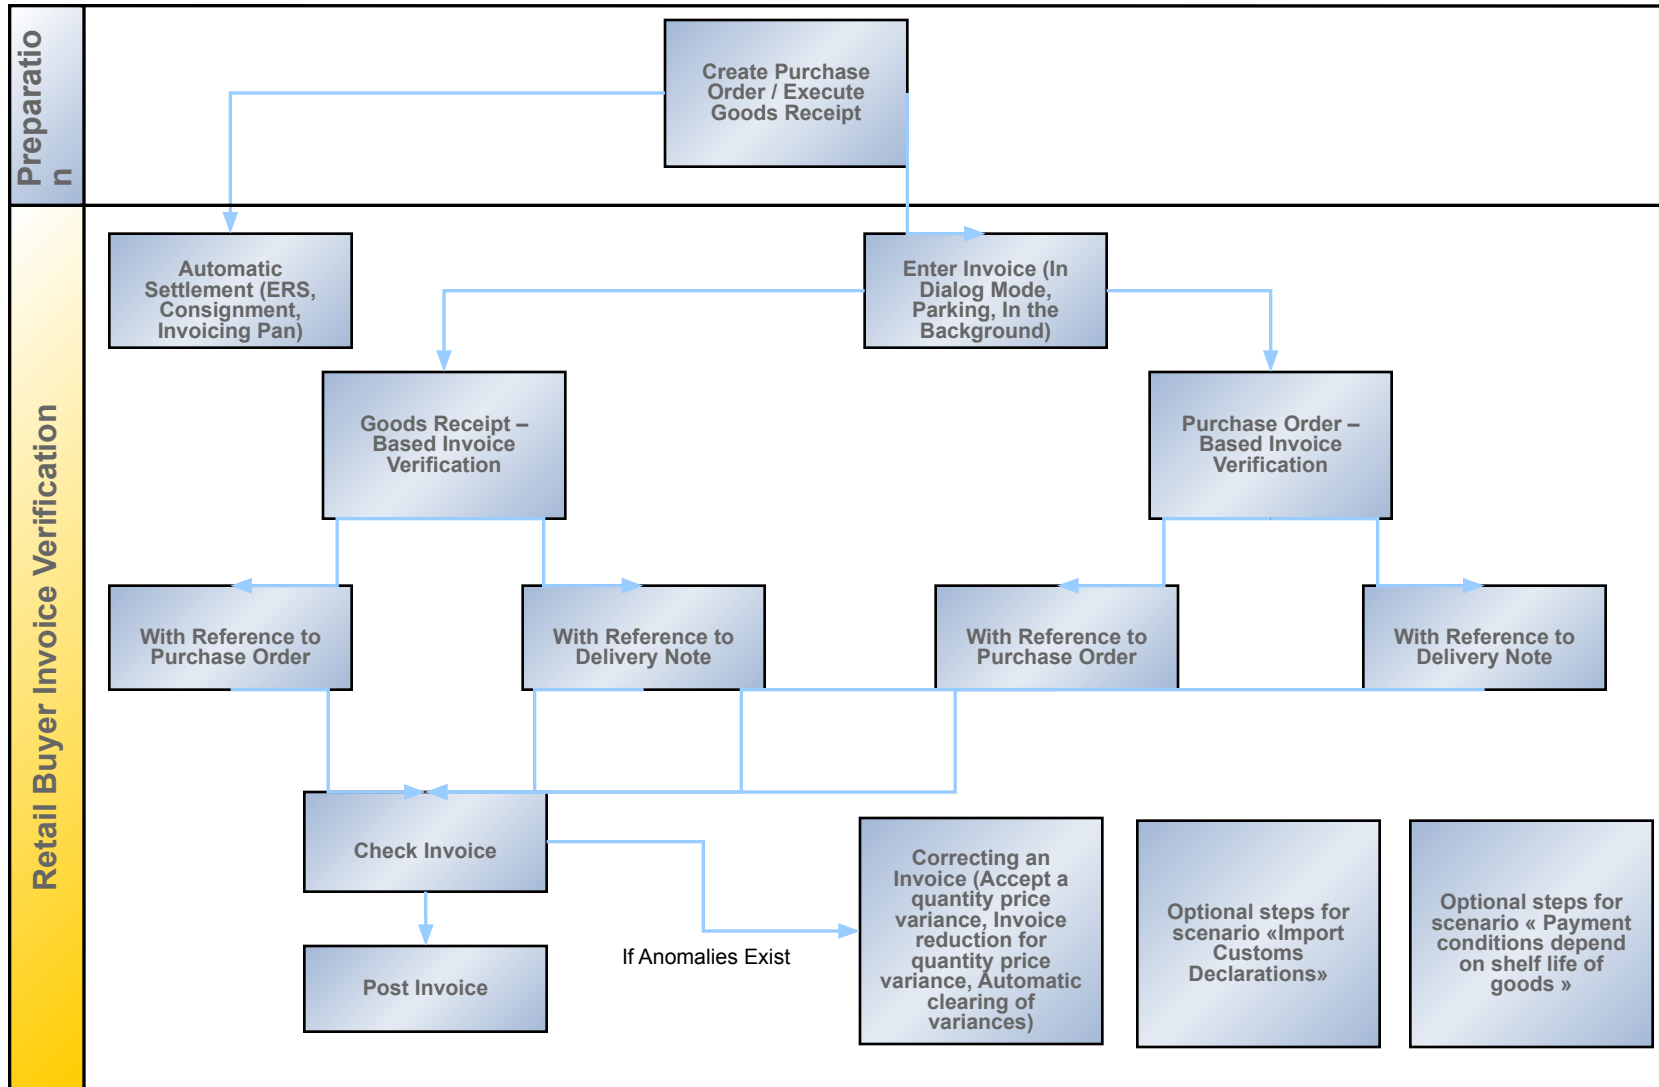 Preparatio
n
Create Purchase
Order / Execute
Goods Receipt
Retail Buyer Invoice Verification
Automatic
Settlement (ERS,
Consignment,
Invoicing Pan)
Enter Invoice (In
Dialog Mode,
Parking, In the
Background)
Goods Receipt –
Based Invoice
Verification
Purchase Order –
Based Invoice
Verification
With Reference to
Purchase Order
With Reference to
Delivery Note
With Reference to
Purchase Order
With Reference to
Delivery Note
Check Invoice
If Anomalies Exist
Correcting an
Invoice (Accept a
quantity price
variance, Invoice
reduction for
quantity price
variance, Automatic
clearing of
variances)
Optional steps for
scenario «Import
Customs
Declarations»
Optional steps for
scenario « Payment
conditions depend
on shelf life of
goods »
Post Invoice